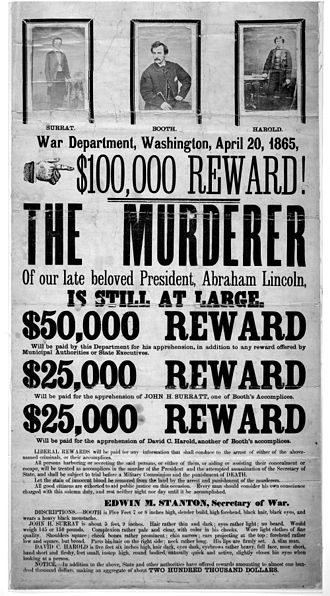 SURRAT.
BOOTH.
HAROLD.
War Department, Washington, April 20, 1865,
$100,000 REWARD!
THE MURDERER
Of our late beloved President, Abraham Lincoln,
IS STILL AT LARGE.
$50,000 REWARD
Will be paid by this Department for his apprehension, in addition to any reward offered by
Municipal Authorities or State Executives.
$25,000 REWARD
Will be paid for the apprehension of JOHN H. SURRATT, one of Booth's Accomplices.
$25,000 REWARD
Will be paid for the apprehension of David C. Harold, another of Booth's accomplices.
LIBERAL REWARDS will be paid for any information that shall conduce to the arrest of either of the above-
named criminals, or their accomplices.
All persons harboring or secreting the said persons, or either of them, or aiding or assisting their concealment or
escape, will be treated as accomplices in the murder of the President and the attempted assassination of the Secretary of
State, and shall be subject to trial before a Military Commission and the punishment of DEATH.
Let the stain of innocent blood be removed from the land by the arrest and punishment of the murderers.
All good citizens are exhorted to aid public justice on this occasion. Every man should consider his own conscience
charged with this solemn duty, and rest neither night nor day until it be accomplished.
EDWIN M. STANTON, Secretary of War.
DESCRIPTIONS.—BOOTH is Five Feet 7 or 8 inches high, slender build, high forehead, black hair, black eyes, and
wears a heavy black moustache.
JOHN H. SURRATT is about 5 feet, 9 inches. Hair rather thin and dark; eyes rather light; no beard. Would
weigh 145 or 150 pounds. Complexion rather pale and clear, with color in his cheeks. Wore light clothes of fine
quality. Shoulders square; cheek bones rather prominent; chin narrow; ears projecting at the top; forehead rather
low and square, but broad. Parts his hair on the right side; neck rather long. His lips are firmly set. A slim man.
DAVID C. HAROLD is five feet six inches high, hair dark, eyes dark, eyebrows rather heavy, full face, nose short,
hand short and fleshy, feet small, instep high, round bodied, naturally quick and active, slightly closes his eyes when
looking at a person.
NOTICE.—In addition to the above, State and other authorities have offered rewards amounting to almost one hun-
dred thousand dollars, making an aggregate of about TWO HUNDRED THOUSAND DOLLARS.